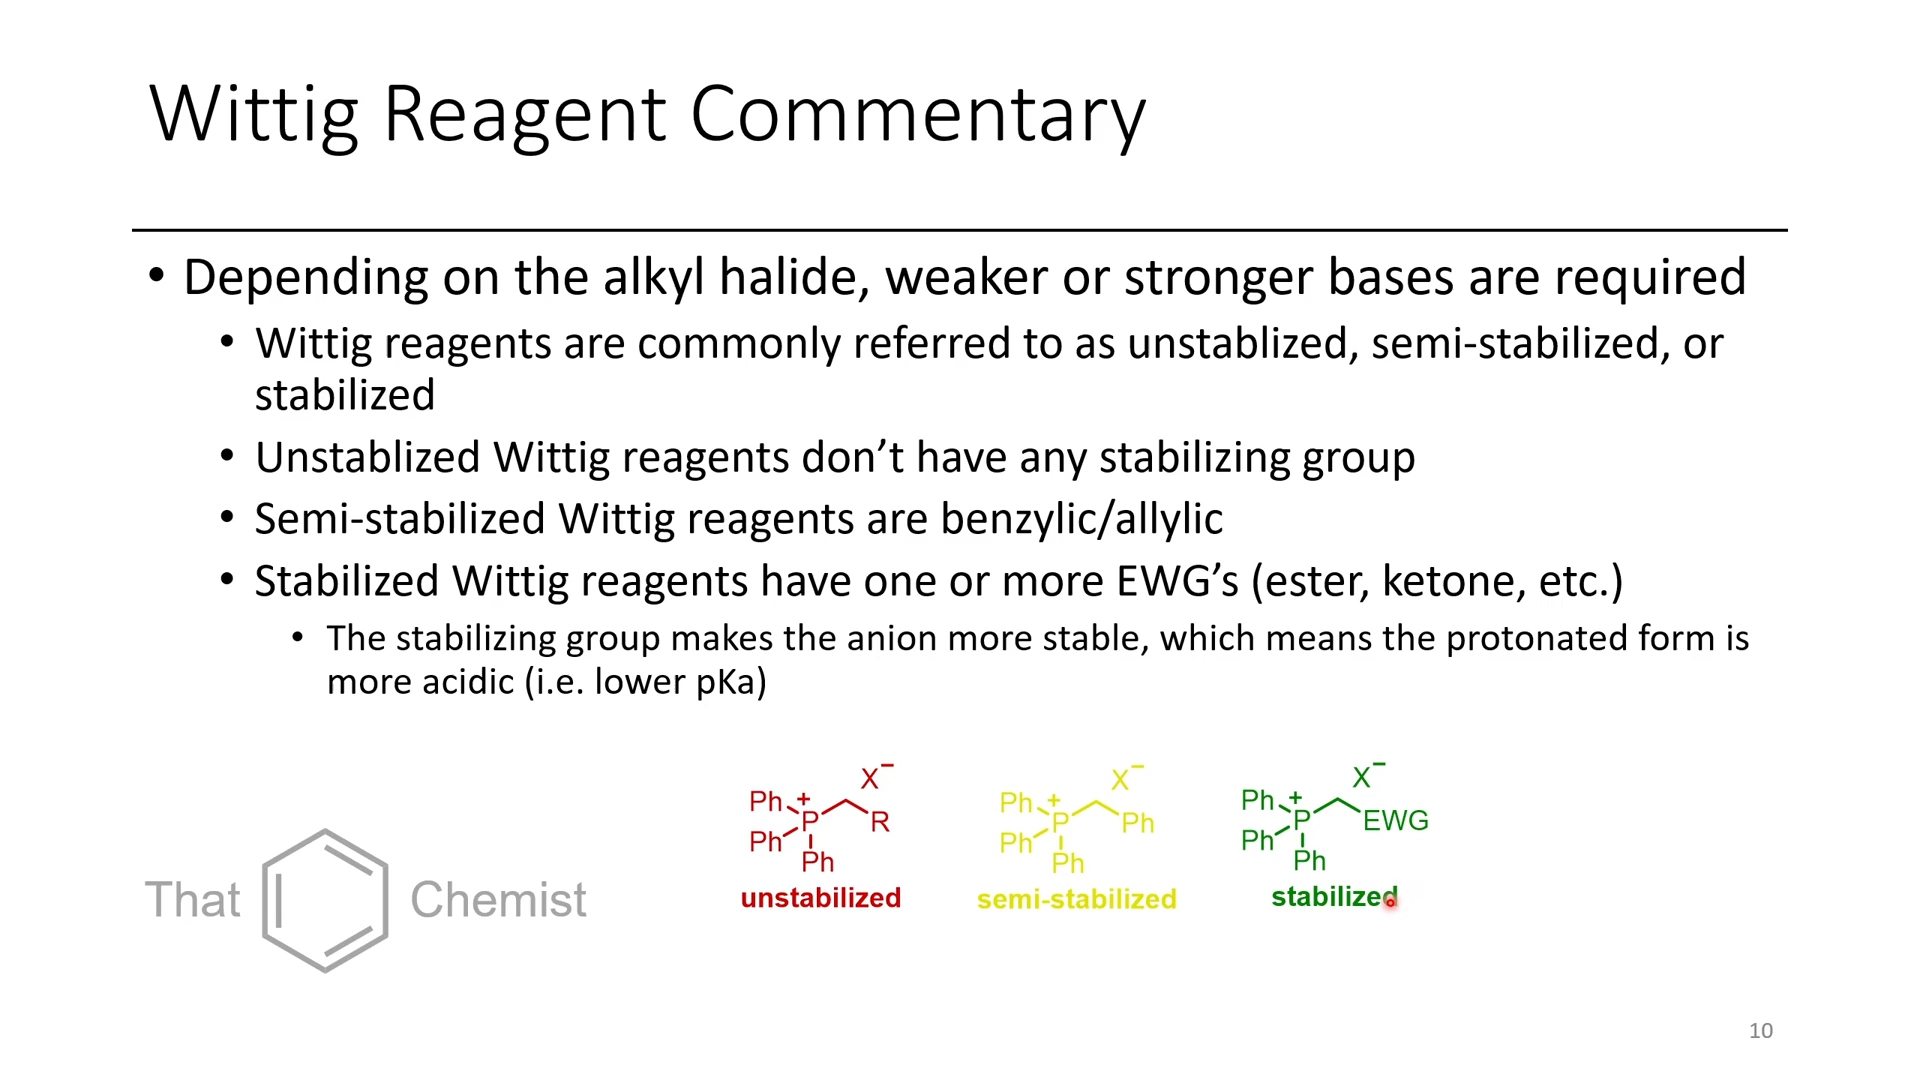 Wittig Reagent Commentary
• Depending on the alkyl halide, weaker or stronger bases are required
• Wittig reagents are commonly referred to as unstablized, semi-stabilized, or
stabilized
• Unstablized Wittig reagents don’t have any stabilizing group
• Semi-stabilized Wittig reagents are benzylic/allylic
• Stabilized Wittig reagents have one or more EWG’s (ester, ketone, etc.)
• The stabilizing group makes the anion more stable, which means the protonated form is
more acidic (i.e. lower pKa)
X−
Ph +
P R
Ph
Ph
unstabilized
X−
Ph +
P Ph
Ph
Ph
semi-stabilized
X−
Ph +
P EWG
Ph
Ph
stabilized
That Chemist
10